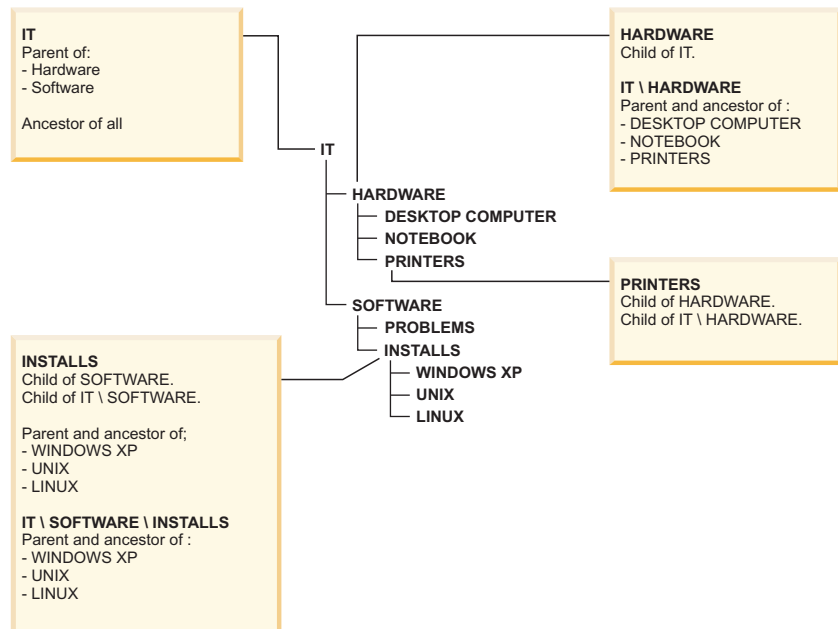 IT
Parent of:
- Hardware
- Software
Ancestor of all
HARDWARE
Child of IT.
IT \ HARDWARE
Parent and ancestor of :
- DESKTOP COMPUTER
- NOTEBOOK
- PRINTERS
IT
HARDWARE
DESKTOP COMPUTER
NOTEBOOK
PRINTERS
SOFTWARE
PROBLEMS
INSTALLS
WINDOWS XP
UNIX
LINUX
PRINTERS
Child of HARDWARE.
Child of IT \ HARDWARE.
INSTALLS
Child of SOFTWARE.
Child of IT \ SOFTWARE.
Parent and ancestor of;
- WINDOWS XP
- UNIX
- LINUX
IT \ SOFTWARE \ INSTALLS
Parent and ancestor of :
- WINDOWS XP
- UNIX
- LINUX